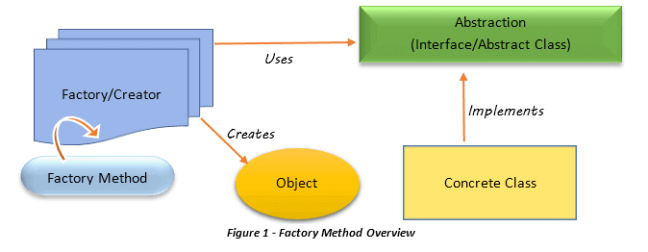 Abstraction
(Interface/Abstract Class)
Uses
Factory/Creator
Implements
Creates
Factory Method
Object
Concrete Class
Figure 1 - Factory Method Overview